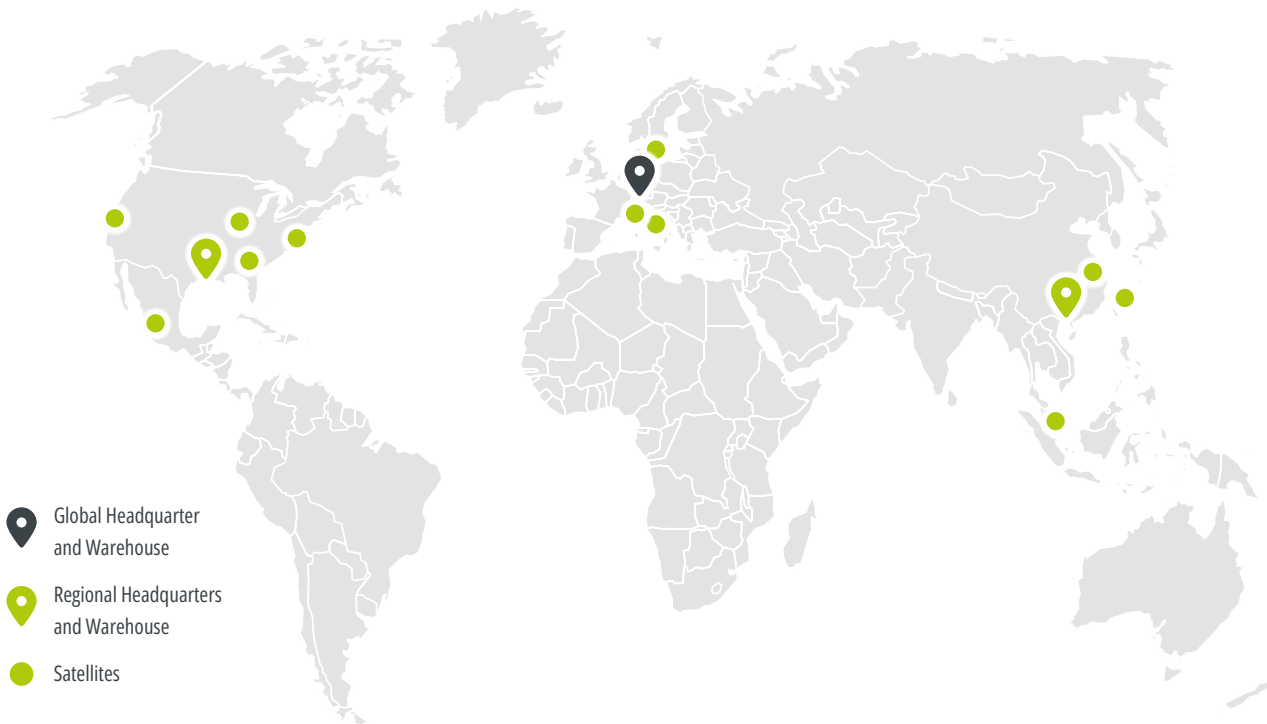 Global Headquarter
and Warehouse
Regional Headquarters
and Warehouse
Satellites